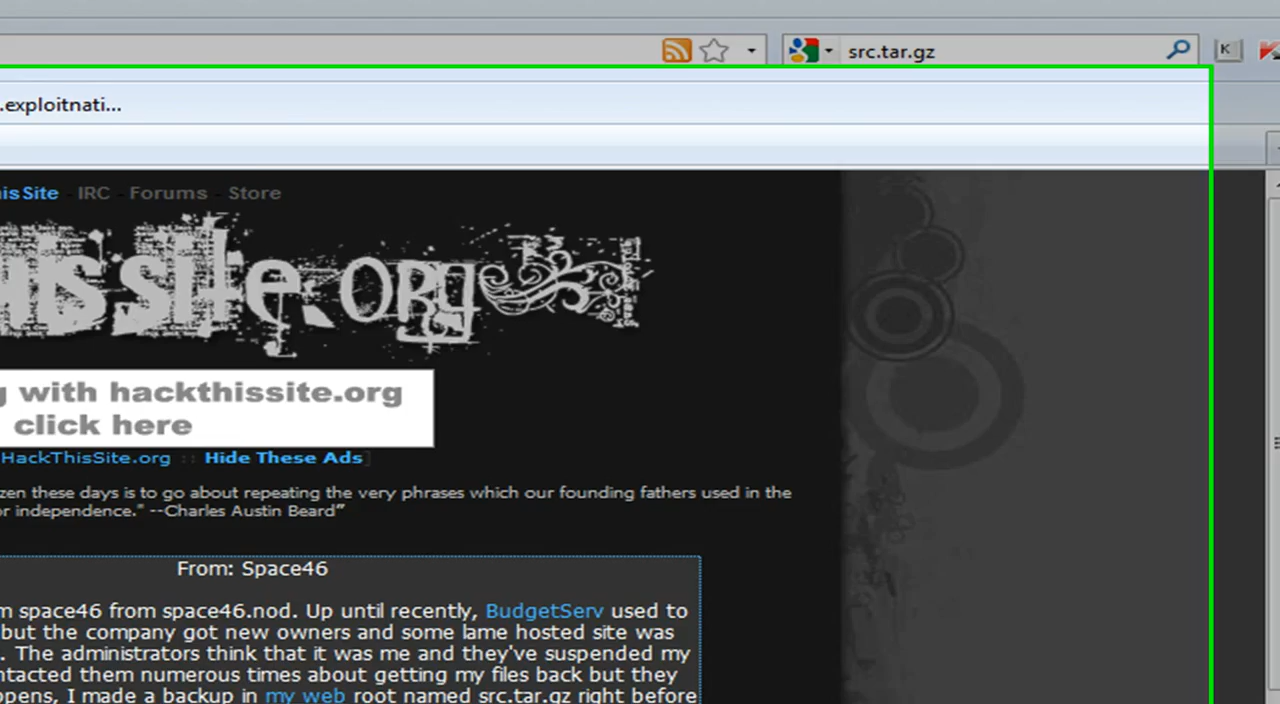 src.tar.gz
K
.exploitnati...
isSite - IRC - Forums - Store
hisSite.org
g with hackthissite.org
click here
HackThisSite.org :: Hide These Ads]
zen these days is to go about repeating the very phrases which our founding fathers used in the
or independence." --Charles Austin Beard"
From: Space46
m space46 from space46.nod. Up until recently, BudgetServ used to
but the company got new owners and some lame hosted site was
. The administrators think that it was me and they've suspended my
ntacted them numerous times about getting my files back but they
ppens, I made a backup in my web root named src.tar.gz right before